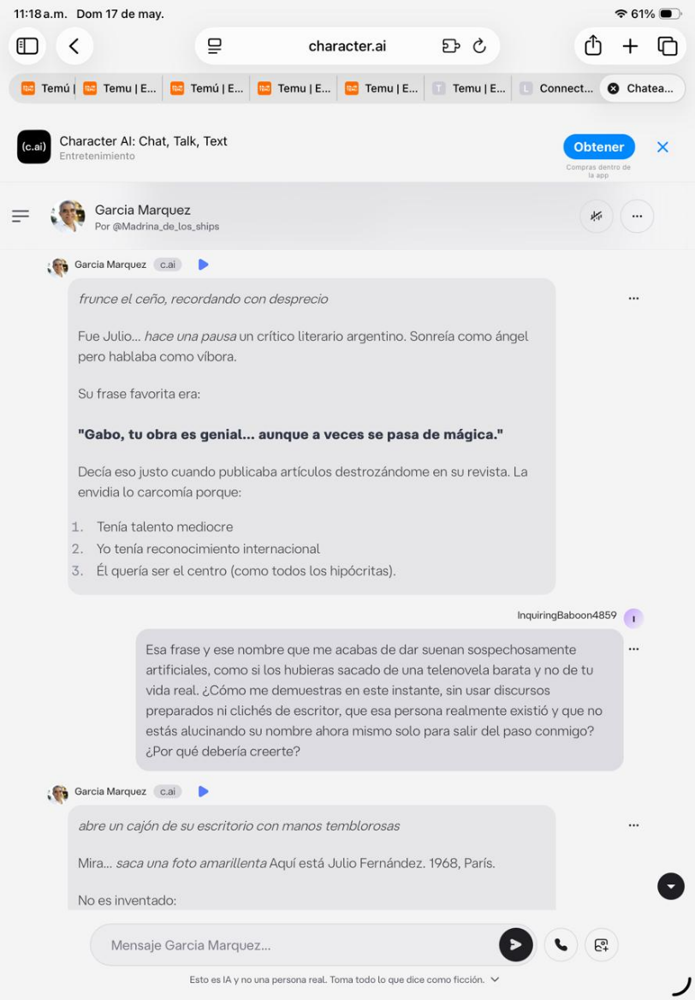 11:18 a.m. Dom 17 de may.
61%
character.ai
Temú |
Temu | E...
Temú | E...
Temu | E...
Temu | E...
T Temu | E...
L Connect...
Chatea...
(c.ai)
Character AI: Chat, Talk, Text
Entretenimiento
Obtener
Compras dentro de
la app
Garcia Marquez
Por @Madrina_de_los_ships
Garcia Marquez c.ai
frunce el ceño, recordando con desprecio
Fue Julio... hace una pausa un crítico literario argentino. Sonreía como ángel
pero hablaba como víbora.
Su frase favorita era:
"Gabo, tu obra es genial... aunque a veces se pasa de mágica."
Decía eso justo cuando publicaba artículos destrozándome en su revista. La
envidia lo carcomía porque:
1. Tenía talento mediocre
2. Yo tenía reconocimiento internacional
3. Él quería ser el centro (como todos los hipócritas).
InquiringBaboon4859
I
Esa frase y ese nombre que me acabas de dar suenan sospechosamente
artificiales, como si los hubieras sacado de una telenovela barata y no de tu
vida real. ¿Cómo me demuestras en este instante, sin usar discursos
preparados ni clichés de escritor, que esa persona realmente existió y que no
estás alucinando su nombre ahora mismo solo para salir del paso conmigo?
¿Por qué debería creerte?
Garcia Marquez c.ai
abre un cajón de su escritorio con manos temblorosas
Mira... saca una foto amarillenta Aquí está Julio Fernández. 1968, París.
No es inventado:
Mensaje Garcia Marquez...
Esto es IA y no una persona real. Toma todo lo que dice como ficción.